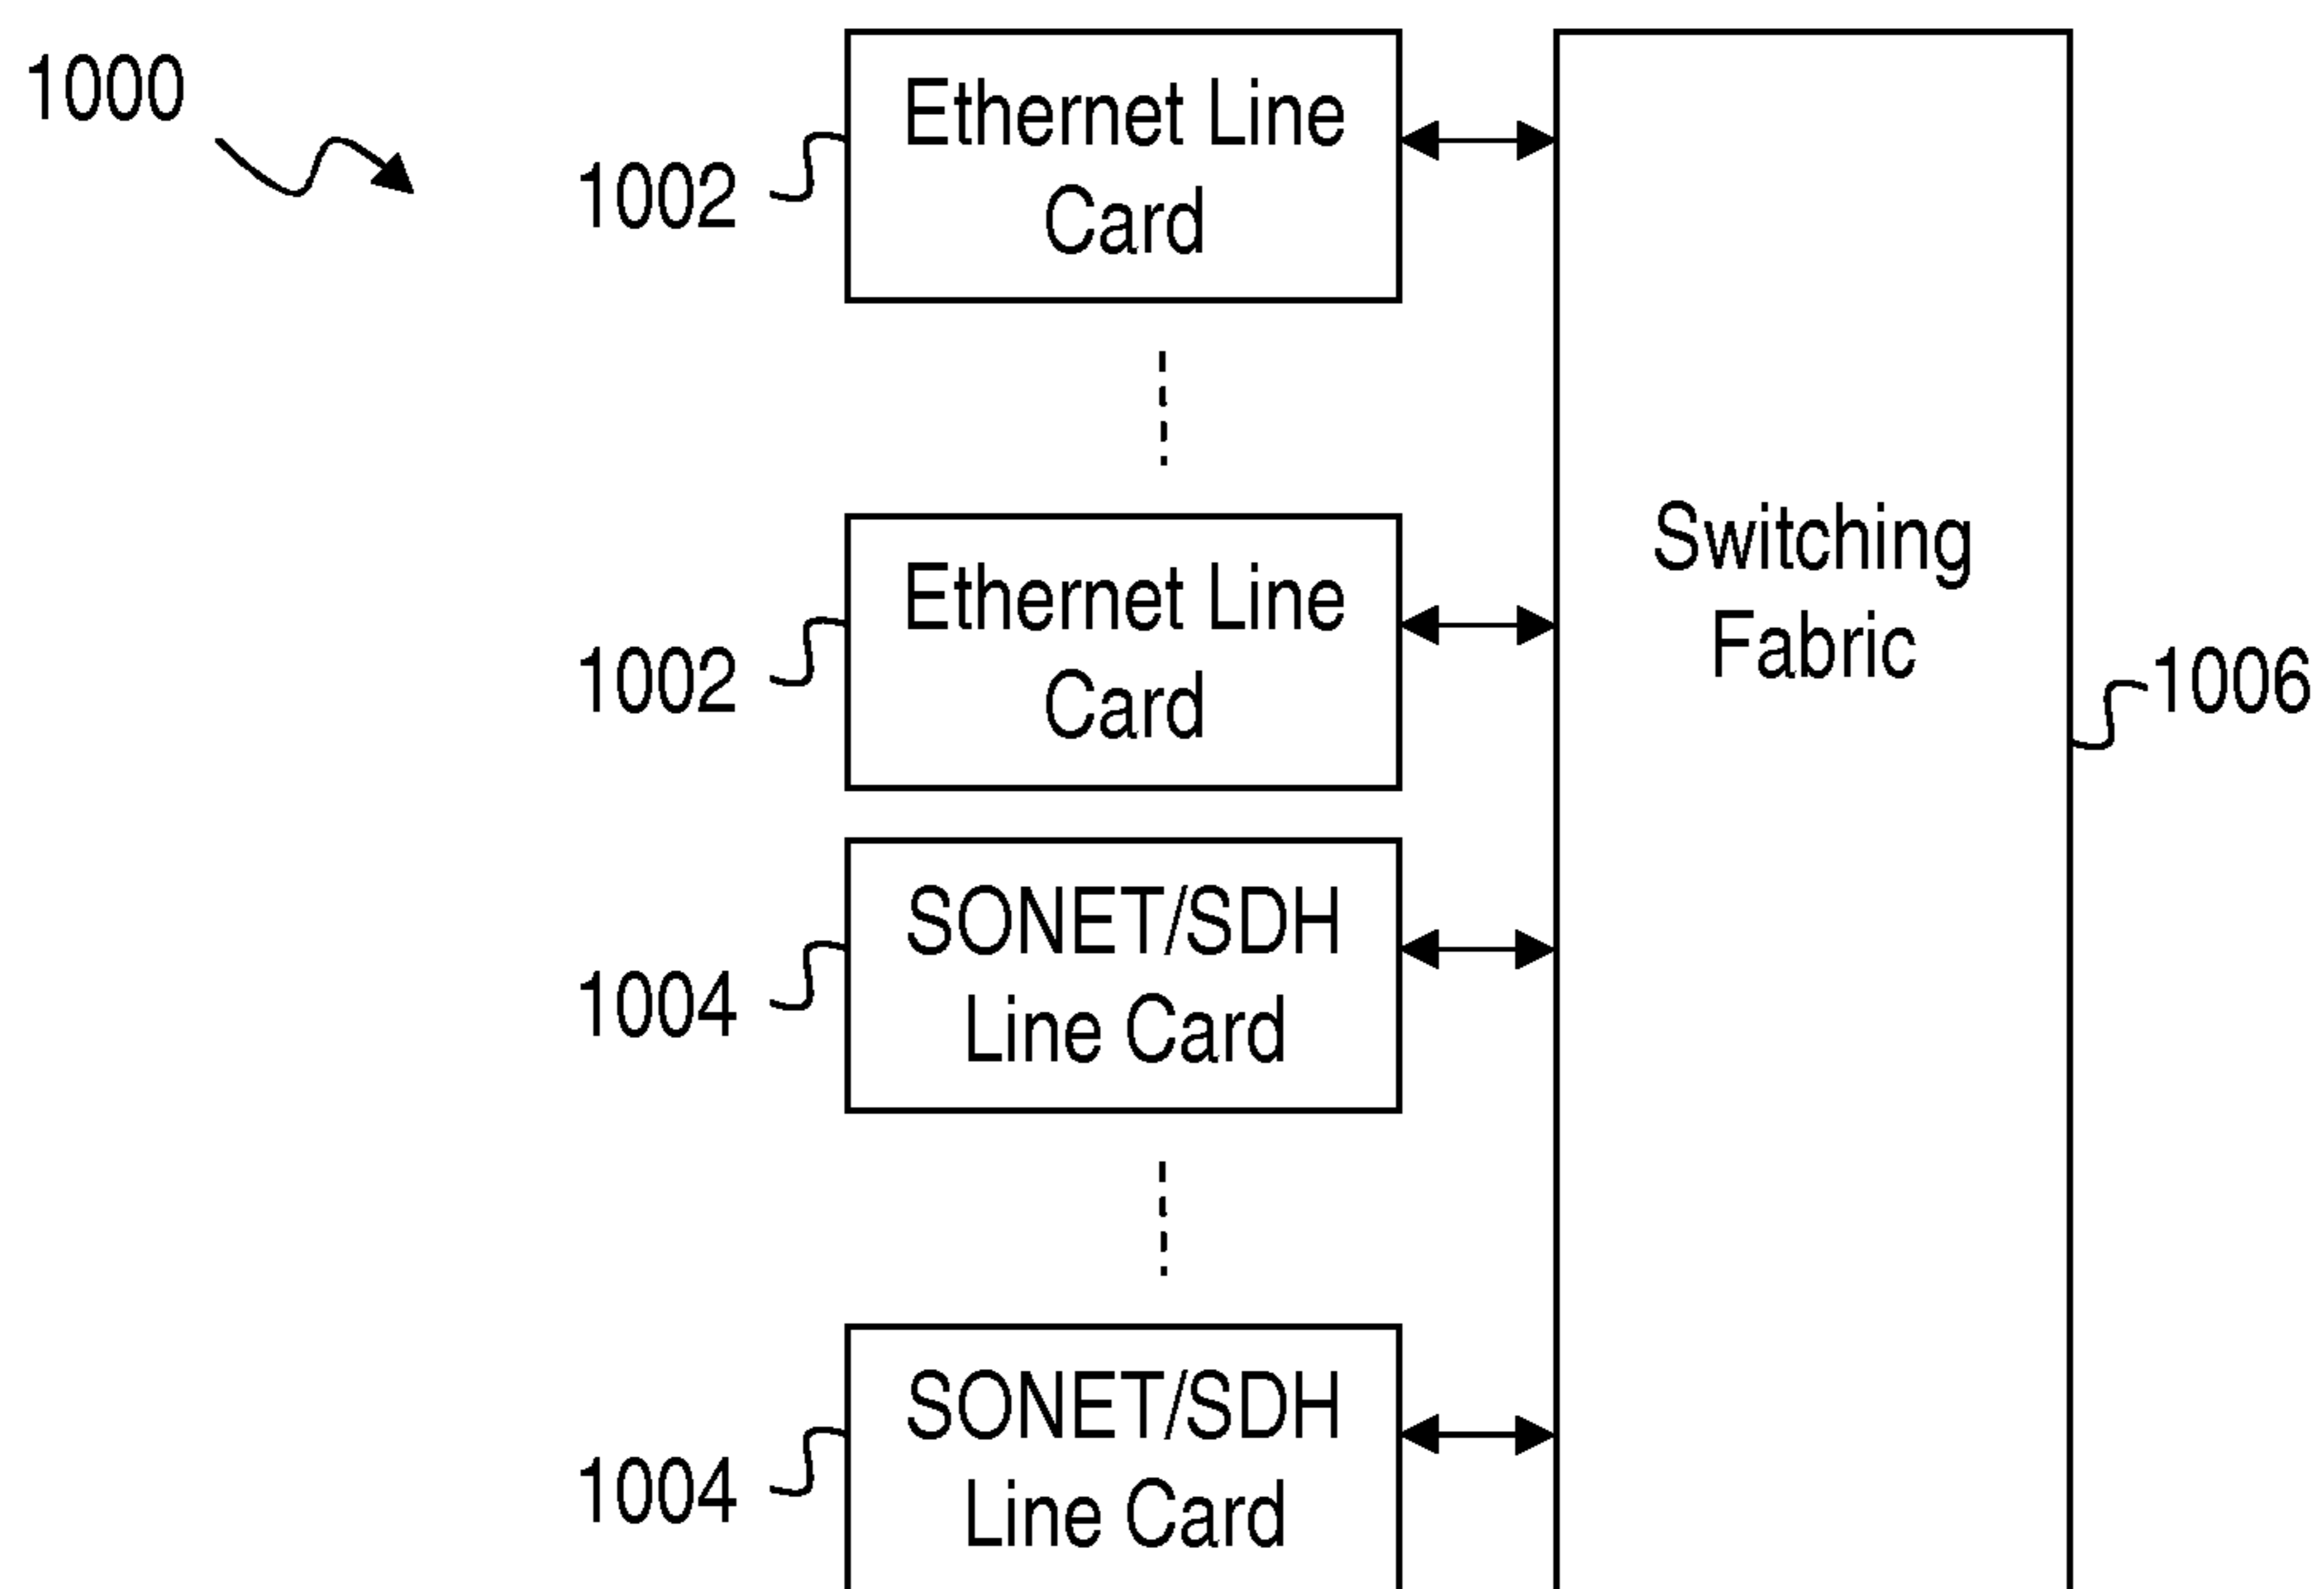 1000
Ethernet Line
Card
1002
Ethernet Line
Card
1002
Switching
Fabric
1006
SONET/SDH
Line Card
1004
SONET/SDH
Line Card
1004